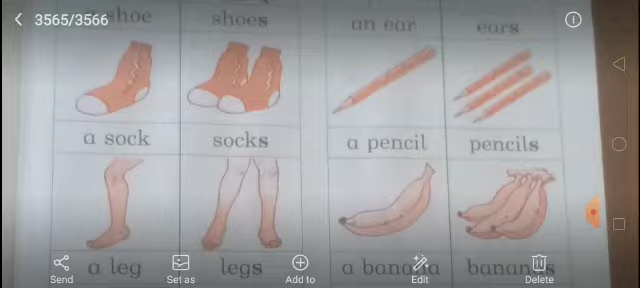 3565/3566
a shoe shoes an ear ears
a sock socks a pencil pencils
a leg legs a banana bananas
Send Set as Add to Edit Delete